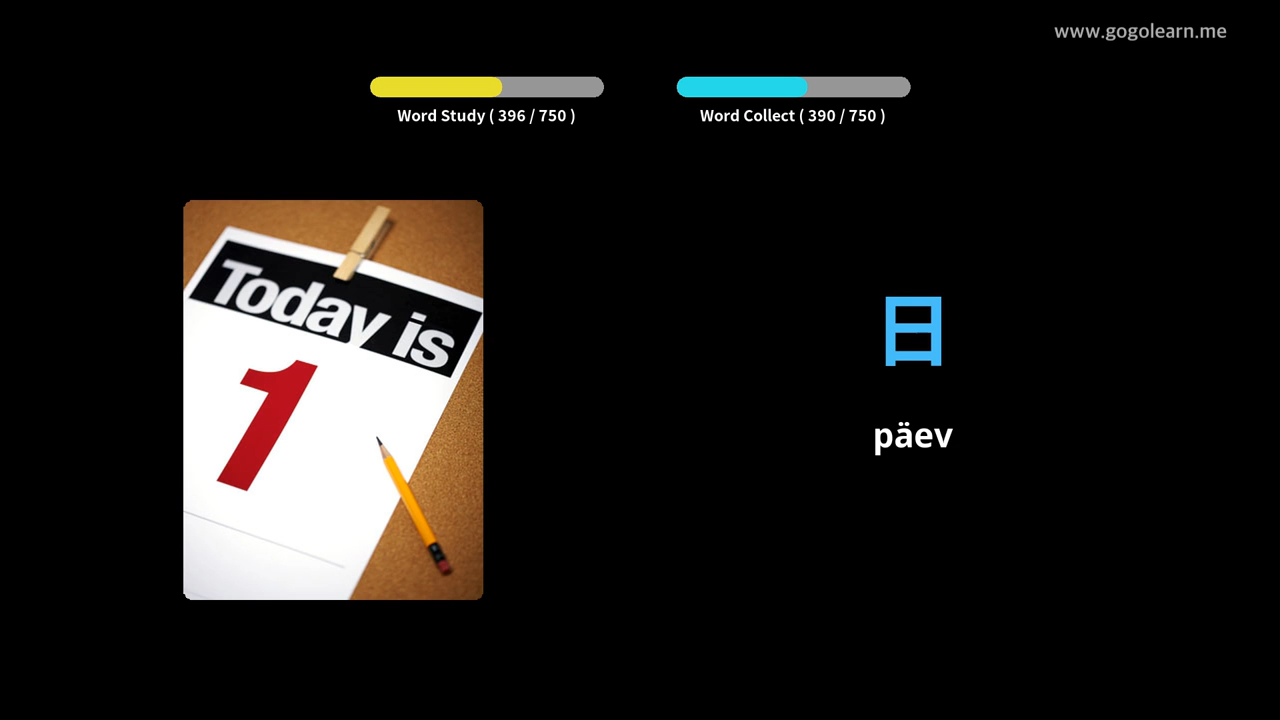 www.gogolearn.me
Word Study ( 396 / 750 )
Word Collect ( 390 / 750 )
Today is
1
日
päev